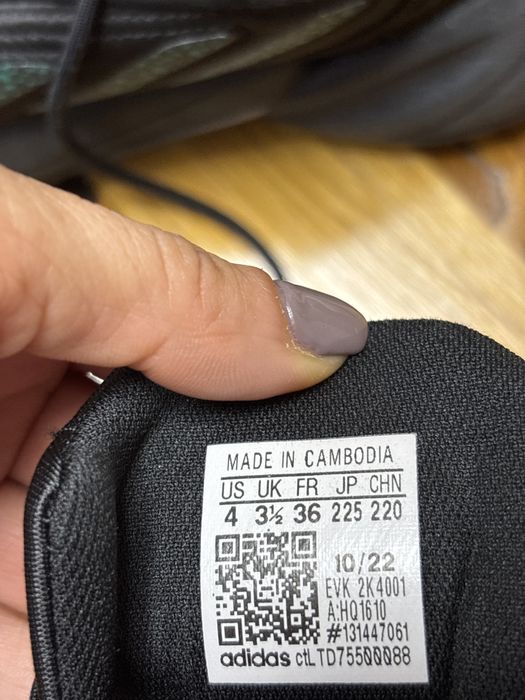 MADE IN CAMBODIA
US UK FR JP CHN
4 3½ 36 225 220
10/22
EVK 2K4001
A:HQ1610
#131447061
adidas ctLTD75500088